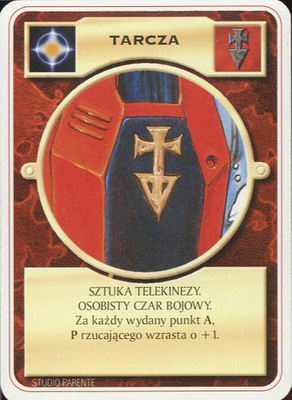 TARCZA
SZTUKA TELEKINEZY.
OSOBISTY CZAR BOJOWY.
Za każdy wydany punkt A,
P rzucającego wzrasta o +1.
STUDIO PARENTE